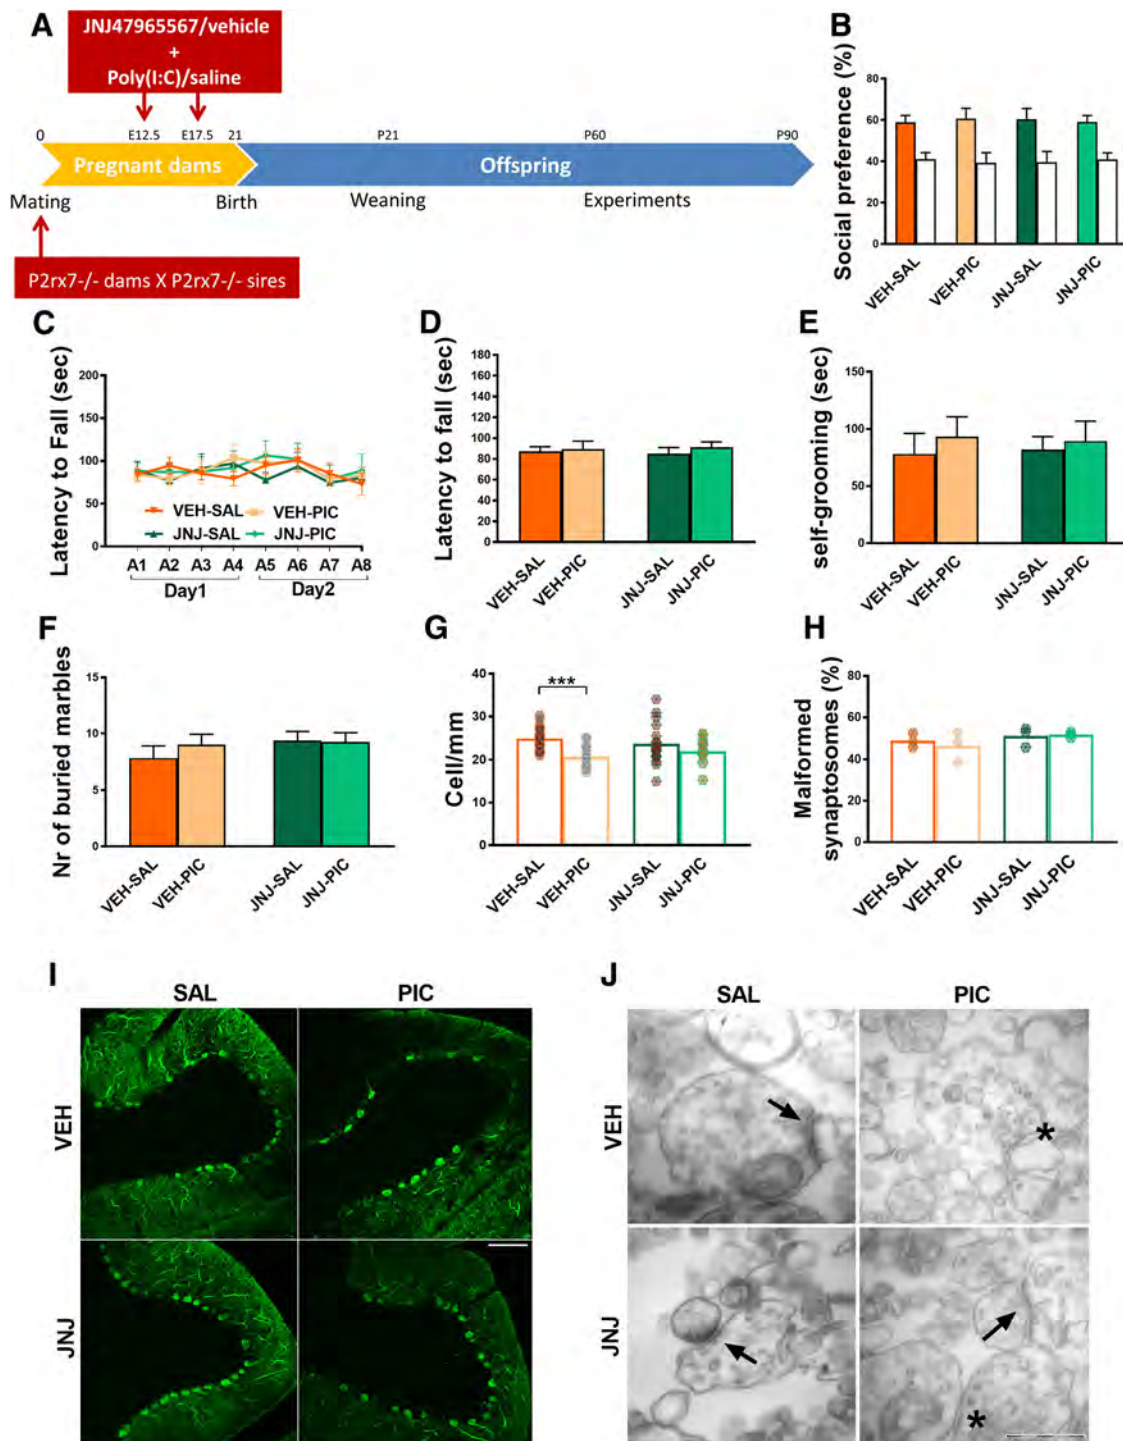 A
JNJ47965567/vehicle
+
Poly(I:C)/saline
0 E12.5 E17.5 21 P21 P60 P90
Pregnant dams Offspring
Mating Birth Weaning Experiments
P2rx7-/- dams X P2rx7-/- sires
B
Social preference (%)
80
60
40
20
0
VEH-SAL VEH-PIC JNJ-SAL JNJ-PIC
C
Latency to Fall (sec)
200
150
100
50
0
VEH-SAL VEH-PIC
JNJ-SAL JNJ-PIC
A1 A2 A3 A4 A5 A6 A7 A8
Day1 Day2
D
Latency to fall (sec)
180
160
140
120
100
80
60
40
20
0
VEH-SAL VEH-PIC JNJ-SAL JNJ-PIC
E
self-grooming (sec)
150
100
50
0
VEH-SAL VEH-PIC JNJ-SAL JNJ-PIC
F
Nr of buried marbles
15
10
5
0
VEH-SAL VEH-PIC JNJ-SAL JNJ-PIC
G
Cell/mm
40
30
20
10
0
***
VEH-SAL VEH-PIC JNJ-SAL JNJ-PIC
H
Malformed
synaptosomes (%)
80
60
40
20
0
VEH-SAL VEH-PIC JNJ-SAL JNJ-PIC
I
SAL PIC
VEH
JNJ
J
SAL PIC
VEH
*
JNJ
*